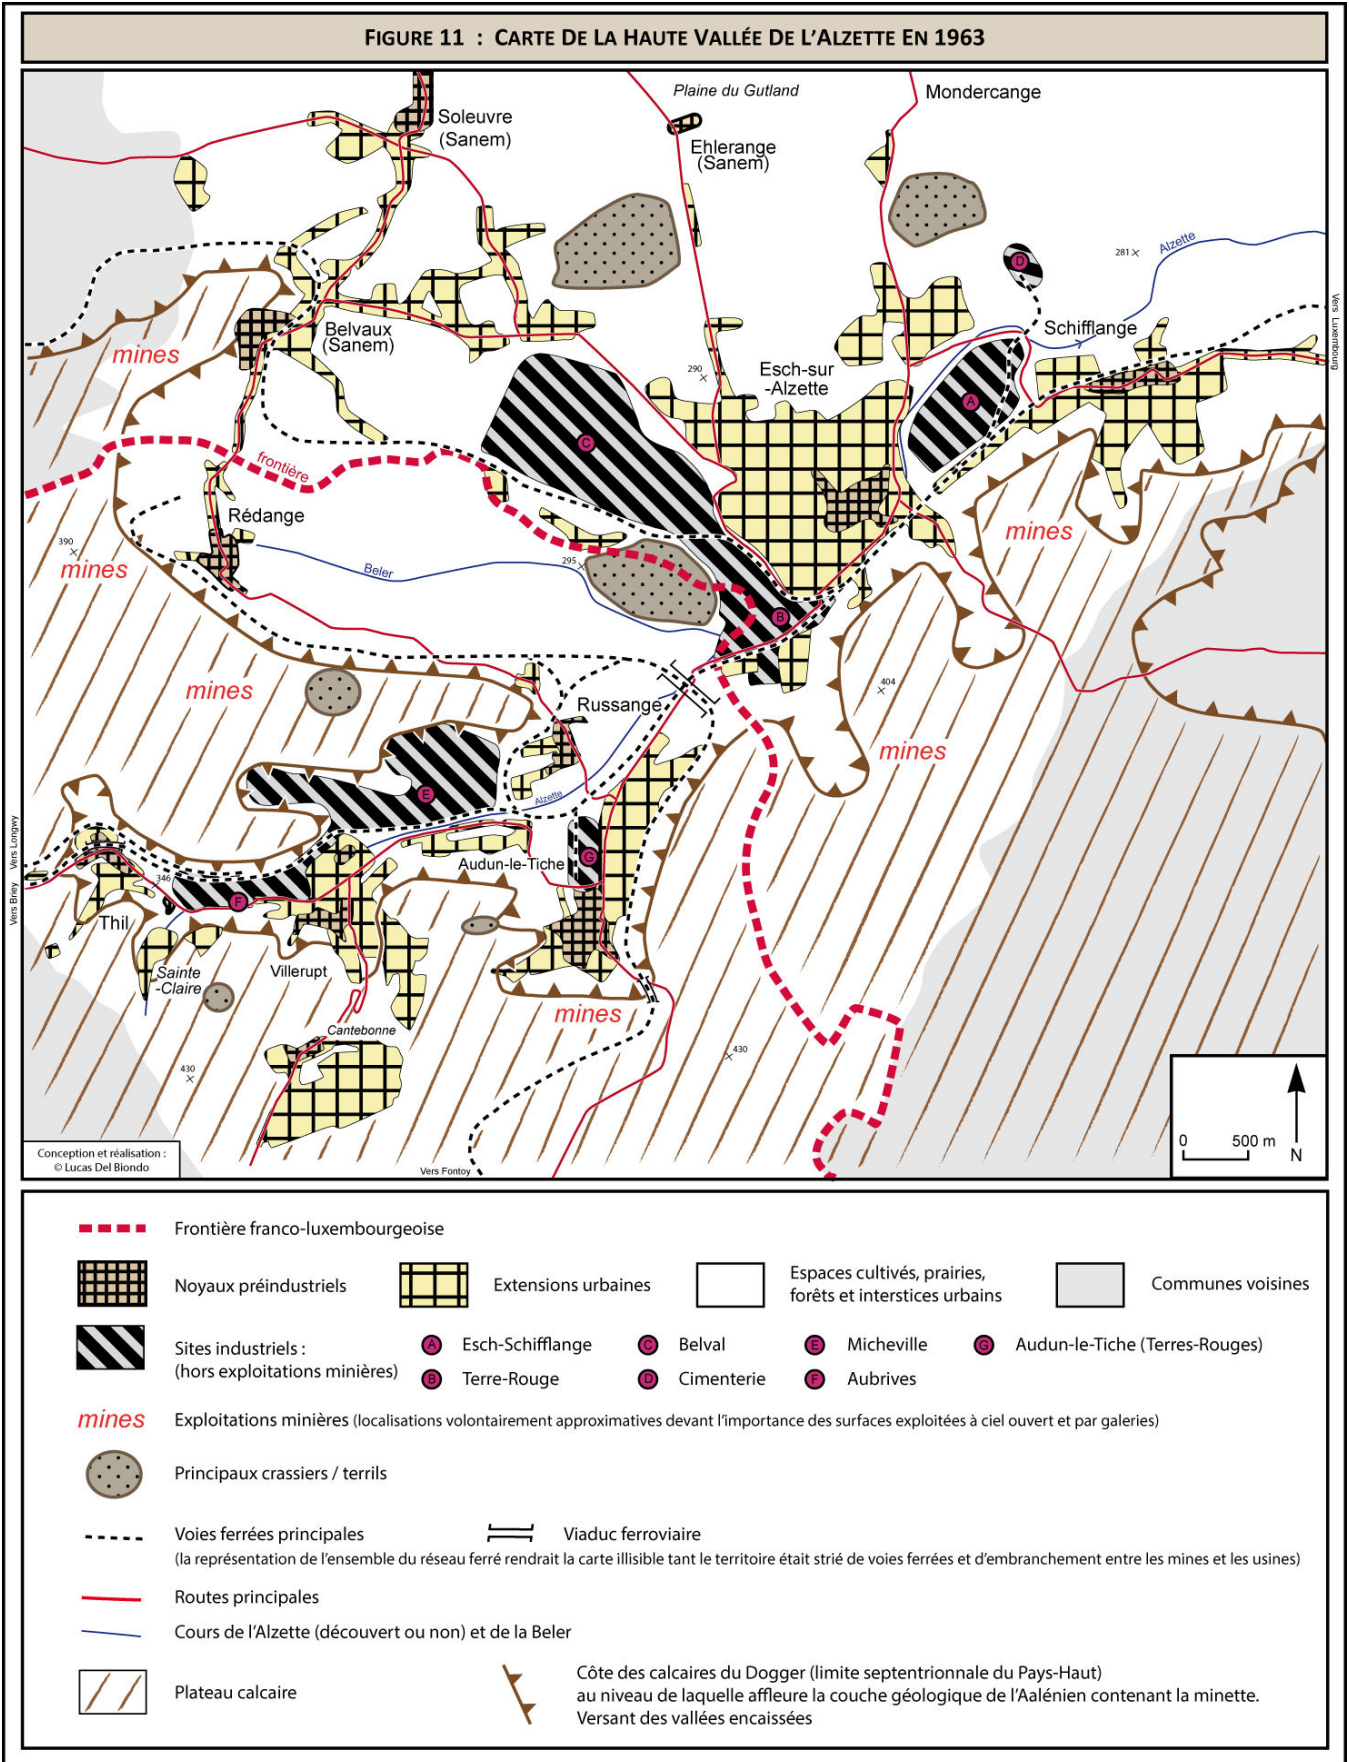 FIGURE 11 : CARTE DE LA HAUTE VALLÉE DE L'ALZETTE EN 1963
Plaine du Gutland
Mondercange
Soleuvre
(Sanem)
Ehlerange
(Sanem)
D
281
Alzette
Vers Luxembourg
Schifflange
Belvaux
(Sanem)
mines
290
Esch-sur
-Alzette
A
C
frontière
Rédange
mines
390
mines
Beler
295
B
mines
404
Russange
mines
E
Alzette
Vers Longwy
Vers Briey
Audun-le-Tiche
G
346
F
Thil
Sainte
-Claire
Villerupt
mines
Cantebonne
430
430
0 500 m
N
Conception et réalisation :
© Lucas Del Biondo
Vers Fontoy
Frontière franco-luxembourgeoise
Noyaux préindustriels
Extensions urbaines
Espaces cultivés, prairies,
forêts et interstices urbains
Communes voisines
Sites industriels :
(hors exploitations minières)
A Esch-Schifflange
C Belval
E Micheville
G Audun-le-Tiche (Terres-Rouges)
B Terre-Rouge
D Cimenterie
F Aubrives
mines Exploitations minières (localisations volontairement approximatives devant l'importance des surfaces exploitées à ciel ouvert et par galeries)
Principaux crassiers / terrils
Voies ferrées principales
Viaduc ferroviaire
(la représentation de l'ensemble du réseau ferré rendrait la carte illisible tant le territoire était strié de voies ferrées et d'embranchement entre les mines et les usines)
Routes principales
Cours de l'Alzette (découvert ou non) et de la Beler
Plateau calcaire
Côte des calcaires du Dogger (limite septentrionnale du Pays-Haut)
au niveau de laquelle affleure la couche géologique de l'Aalénien contenant la minette.
Versant des vallées encaissées